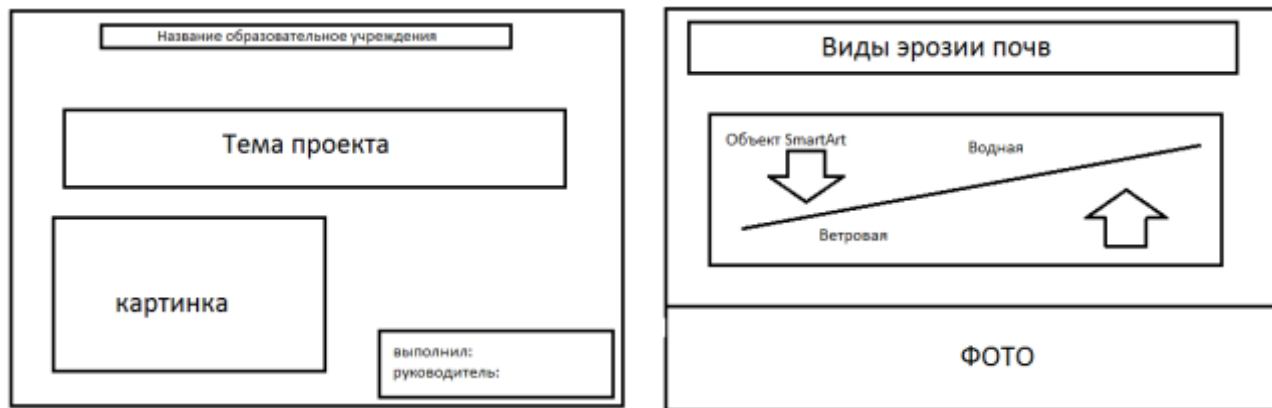 Название образовательное учреждения
Тема проекта
картинка
выполнил:
руководитель:
Виды эрозии почв
Объект SmartArt
Водная
Ветровая
ФОТО